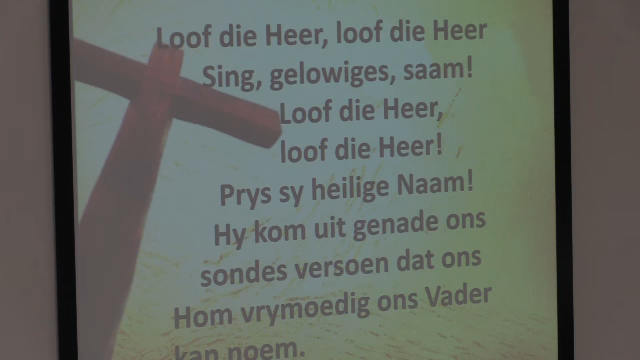 Loof die Heer, loof die Heer
Sing, gelowiges, saam!
Loof die Heer,
loof die Heer!
Prys sy heilige Naam!
Hy kom uit genade ons
sondes versoen dat ons
Hom vrymoedig ons Vader
kan noem.